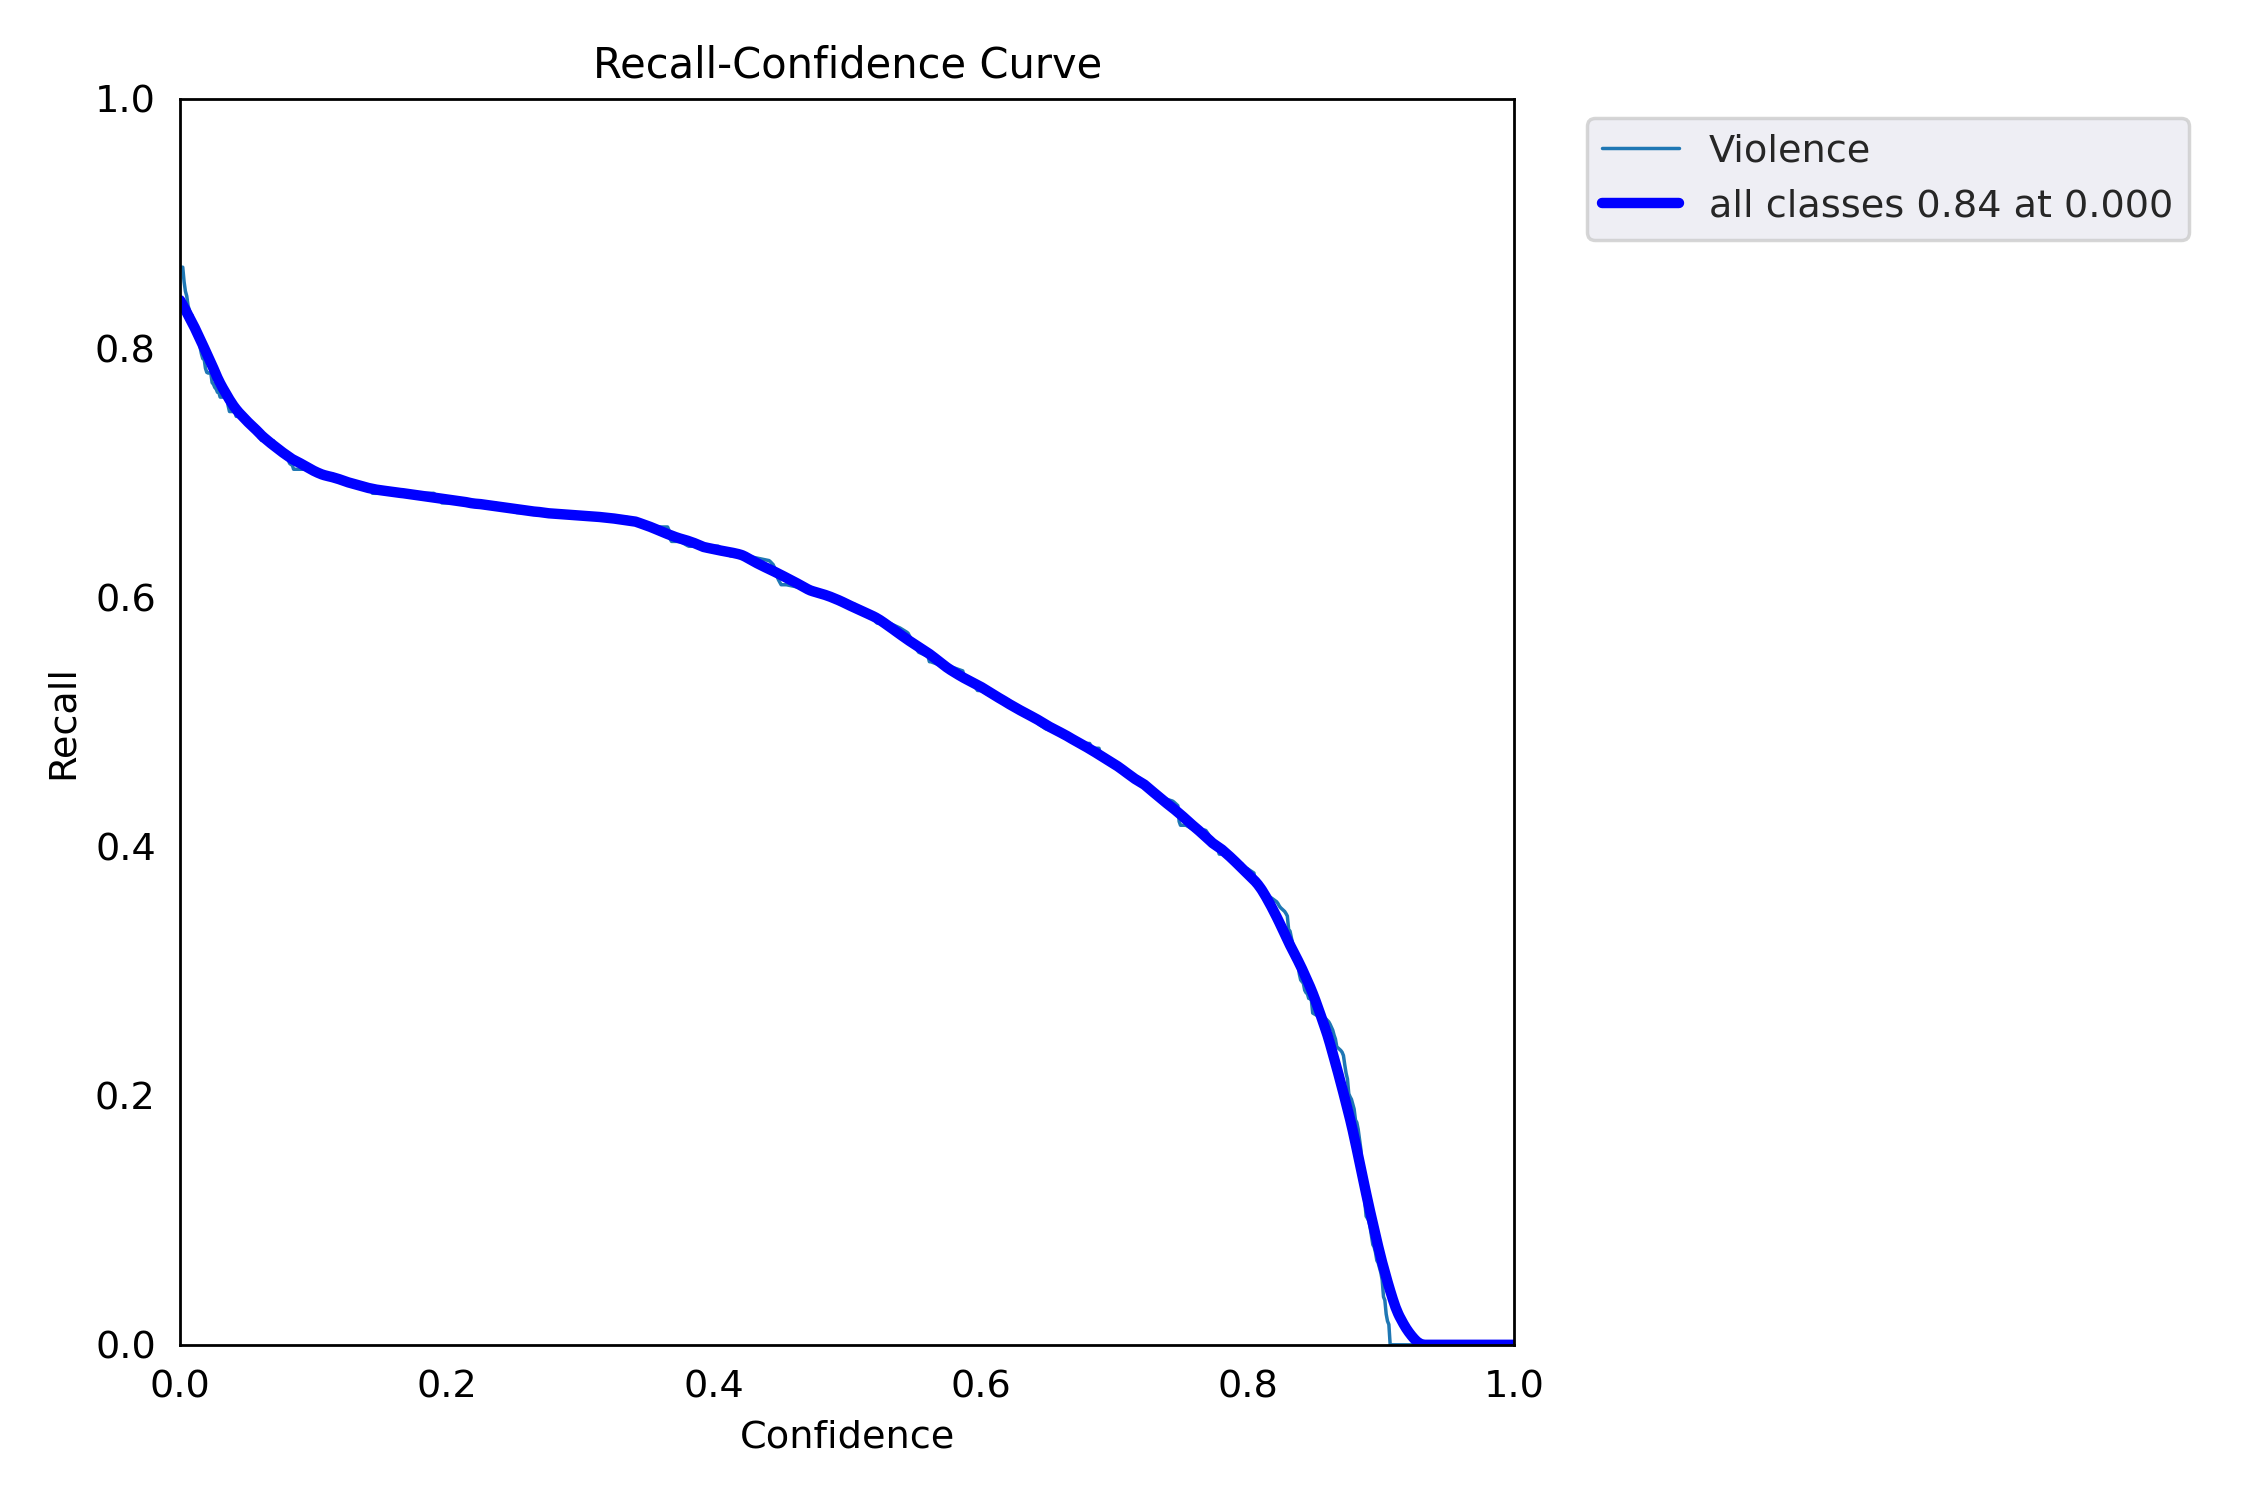 Recall-Confidence Curve
1.0
0.8
0.6
0.4
0.2
0.0
Recall
0.0 0.2 0.4 0.6 0.8 1.0
Confidence
Violence
all classes 0.84 at 0.000